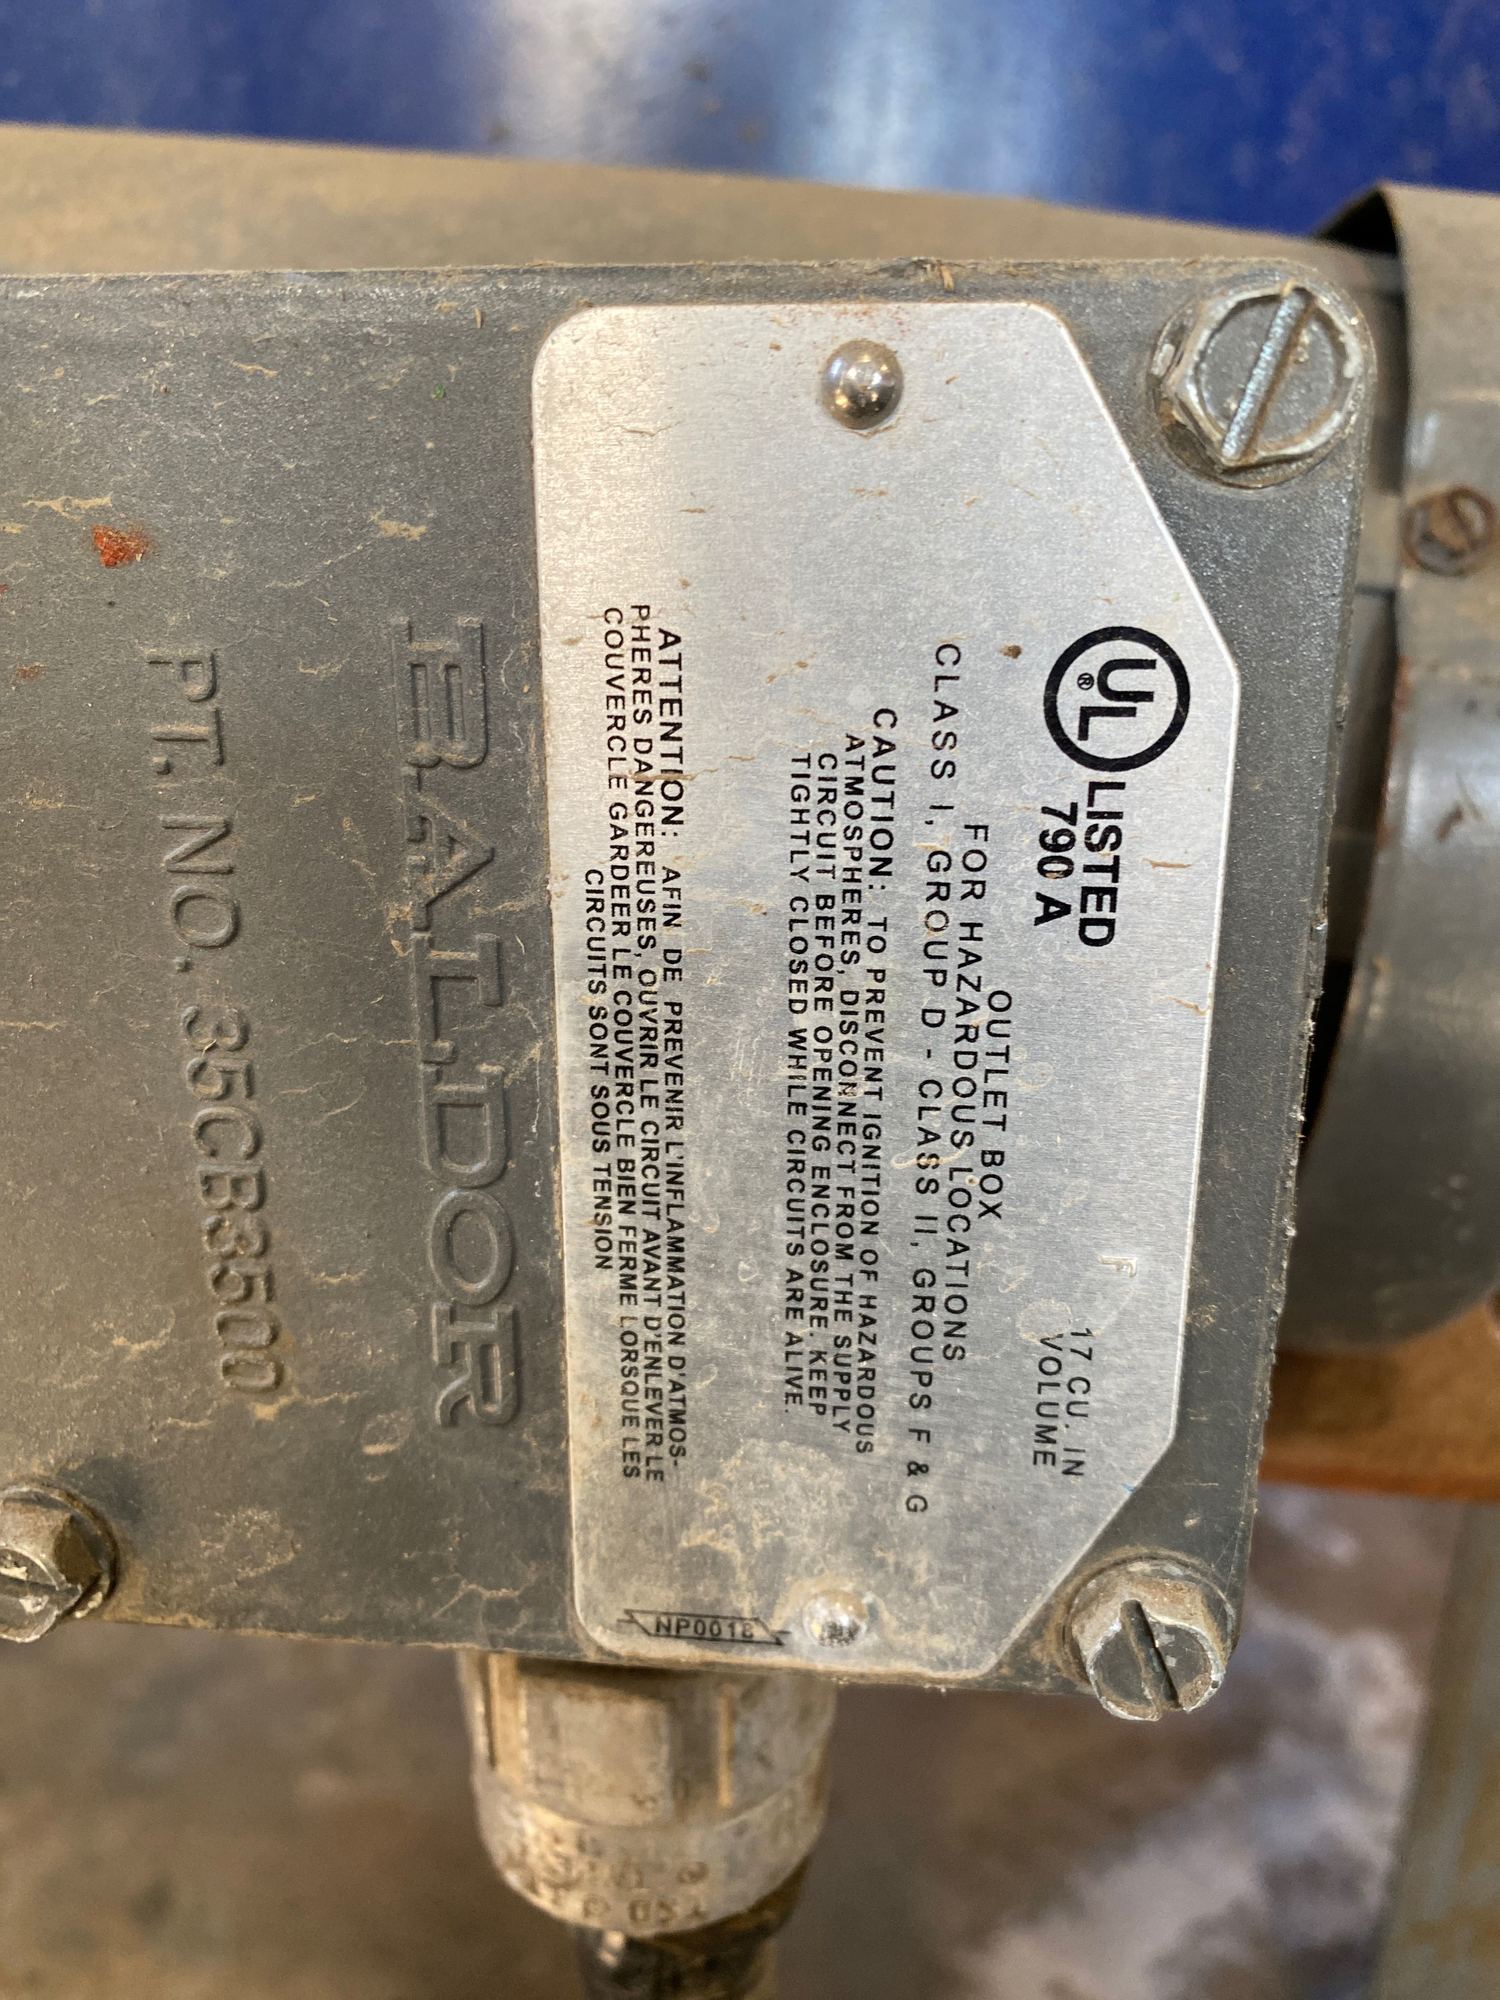 UL ®
LISTED
790 A
17 CU. IN
VOLUME
OUTLET BOX
FOR HAZARDOUS LOCATIONS
CLASS I, GROUP D - CLASS II, GROUPS F & G
CAUTION: TO PREVENT IGNITION OF HAZARDOUS
ATMOSPHERES, DISCONNECT FROM THE SUPPLY
CIRCUIT BEFORE OPENING ENCLOSURE. KEEP
TIGHTLY CLOSED WHILE CIRCUITS ARE ALIVE.
ATTENTION: AFIN DE PREVENIR L'INFLAMMATION D'ATMOS-
PHERES DANGEREUSES, OUVRIR LE CIRCUIT AVANT D'ENLEVER LE
COUVERCLE GARDEER LE COUVERCLE BIEN FERME LORSQUE LES
CIRCUITS SONT SOUS TENSION
BALDOR
PT. NO. 35CB3500